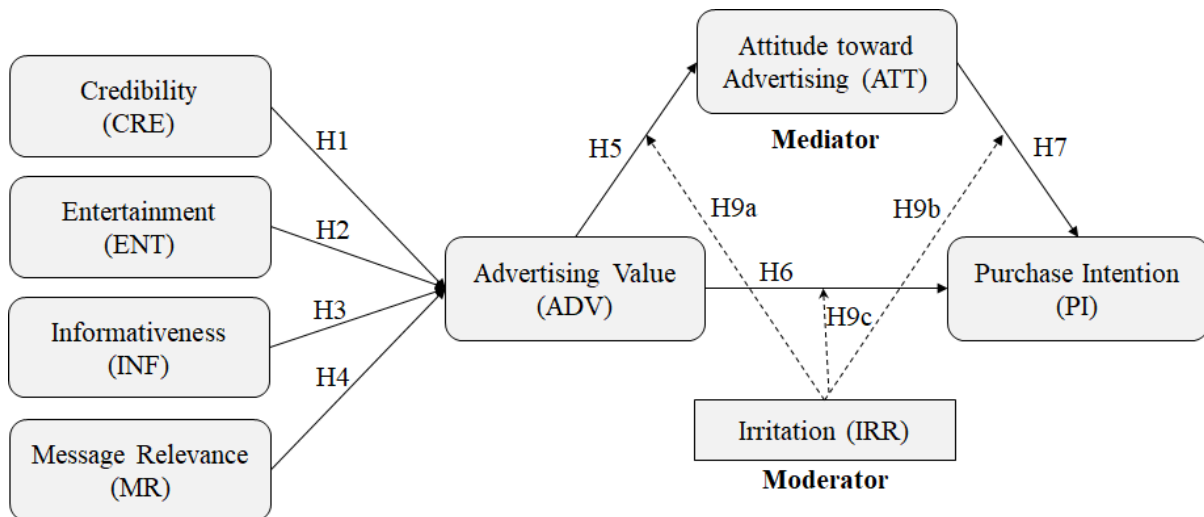 Credibility
(CRE)
Entertainment
(ENT)
Informativeness
(INF)
Message Relevance
(MR)
H1
H2
H3
H4
Advertising Value
(ADV)
H5
Attitude toward
Advertising (ATT)
Mediator
H9a
H9b
H7
H6
H9c
Purchase Intention
(PI)
Irritation (IRR)
Moderator